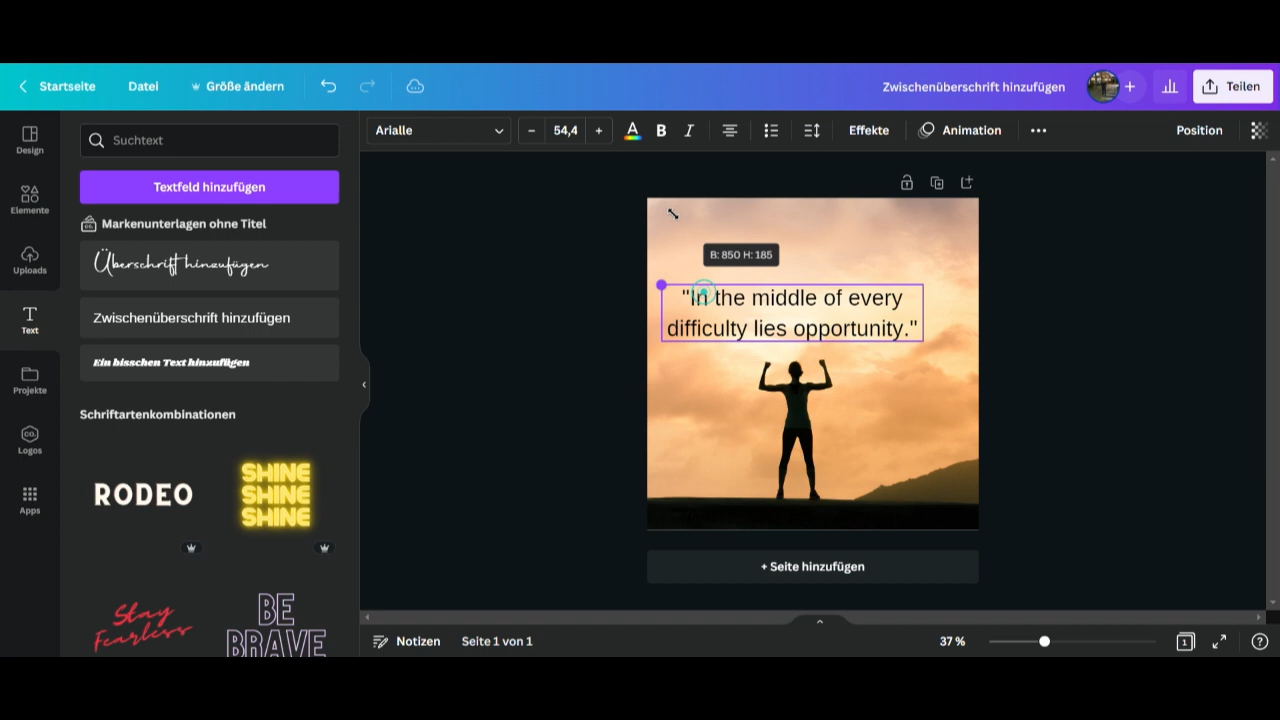 Startseite
Datei
Größe ändern
Zwischenüberschrift hinzufügen
+
Teilen
Design
Elemente
Uploads
Text
Projekte
Logos
Apps
Suchtext
Textfeld hinzufügen
CO.
Markenunterlagen ohne Titel
Überschrift hinzufügen
Zwischenüberschrift hinzufügen
Ein bisschen Text hinzufügen
Schriftartenkombinationen
RODEO
SHINE
SHINE
SHINE
Stay
Fearless
BE
BRAVE
Arialle
− 54,4 +
A
B
I
Effekte
Animation
Position
B: 850 H: 185
"In the middle of every
difficulty lies opportunity."
+ Seite hinzufügen
Notizen
Seite 1 von 1
37 %
1
?